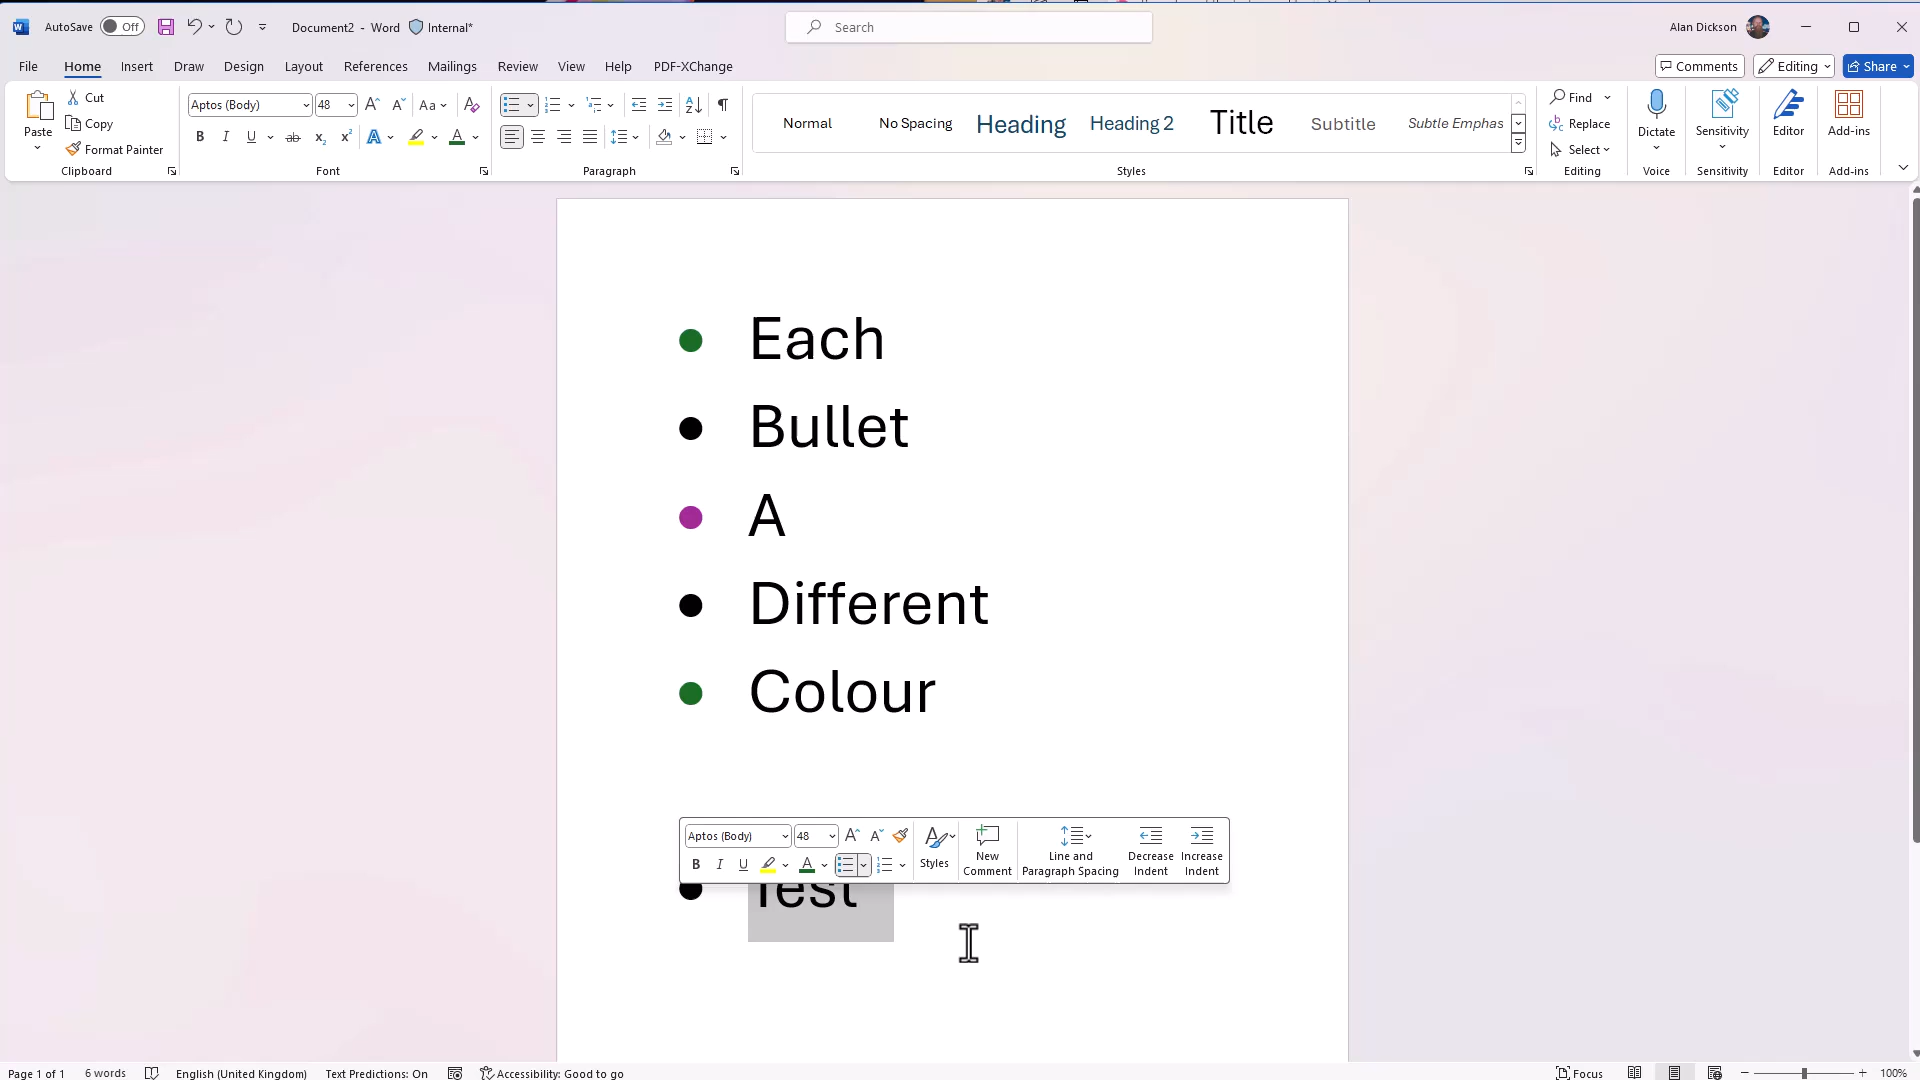 AutoSave Off Document2 - Word Internal* Search Alan Dickson
File Home Insert Draw Design Layout References Mailings Review View Help PDF-XChange Comments Editing Share
Paste Cut Copy Format Painter Clipboard
Aptos (Body) 48 Aa
B I U ab x₂ x² A A
Font
Paragraph
Normal No Spacing Heading Heading 2 Title Subtitle Subtle Emphas
Styles
Find Replace Select Editing
Dictate Voice
Sensitivity Sensitivity
Editor Editor
Add-ins Add-ins
• Each
• Bullet
• A
• Different
• Colour
Aptos (Body) 48
B I U A
Styles
New Comment
Line and Paragraph Spacing
Decrease Indent
Increase Indent
• Test
Page 1 of 1 6 words English (United Kingdom) Text Predictions: On Accessibility: Good to go Focus 100%